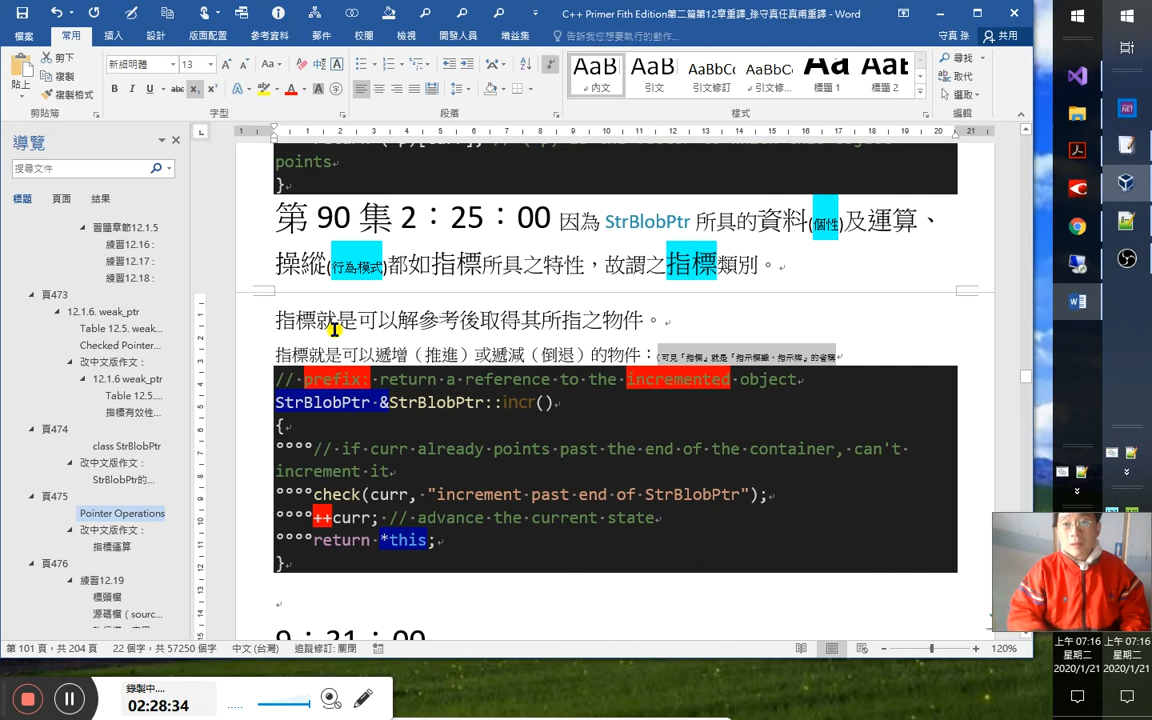 C++ Primer Fith Edition第二篇第12章重譯_孫守真任真甫重譯 - Word
檔案 常用 插入 設計 版面配置 參考資料 郵件 校閱 檢視 開發人員 增益集 告訴我您想要執行的動作... 守真 孫 共用
貼上 剪下 複製 複製格式
新細明體 13
AaB 內文 AaB 引文 AaBbCc 引文修訂 AaBbCc 引文修... AaB 標題 1 AaB 標題 2
尋找 取代 選取
剪貼簿 字型 段落 樣式 編輯
導覽
搜尋文件
標題 頁面 結果
習題章節12.1.5
練習12.16：
練習12.17：
練習12.18：
頁473
12.1.6. weak_ptr
Table 12.5. weak...
Checked Pointer...
改中文版作文：
12.1.6 weak_ptr
Table 12.5...
指標有效性...
頁474
class StrBlobPtr
改中文版作文：
StrBlobPtr的...
頁475
Pointer Operations
改中文版作文：
指標運算
頁476
練習12.19
標頭檔
源碼檔（sourc...
points
}
第 90 集 2：25：00 因為 StrBlobPtr 所具的資料(個性)及運算、
操縱(行為模式)都如指標所具之特性，故謂之指標類別。
指標就是可以解參考後取得其所指之物件。
指標就是可以遞增（推進）或遞減（倒退）的物件：(可見『指標』就是『指示標識、指示牌』的省稱
// prefix: return a reference to the incremented object
StrBlobPtr &StrBlobPtr::incr()
{
// if curr already points past the end of the container, can't
increment it
check(curr, "increment past end of StrBlobPtr");
++curr; // advance the current state
return *this;
}
9：31：00
第 101 頁，共 204 頁 22 個字，共 57250 個字 中文 (台灣) 追蹤修訂: 關閉 120%
錄製中....
02:28:34
上午 07:16
星期二
2020/1/21
上午 07:16
星期二
2020/1/21